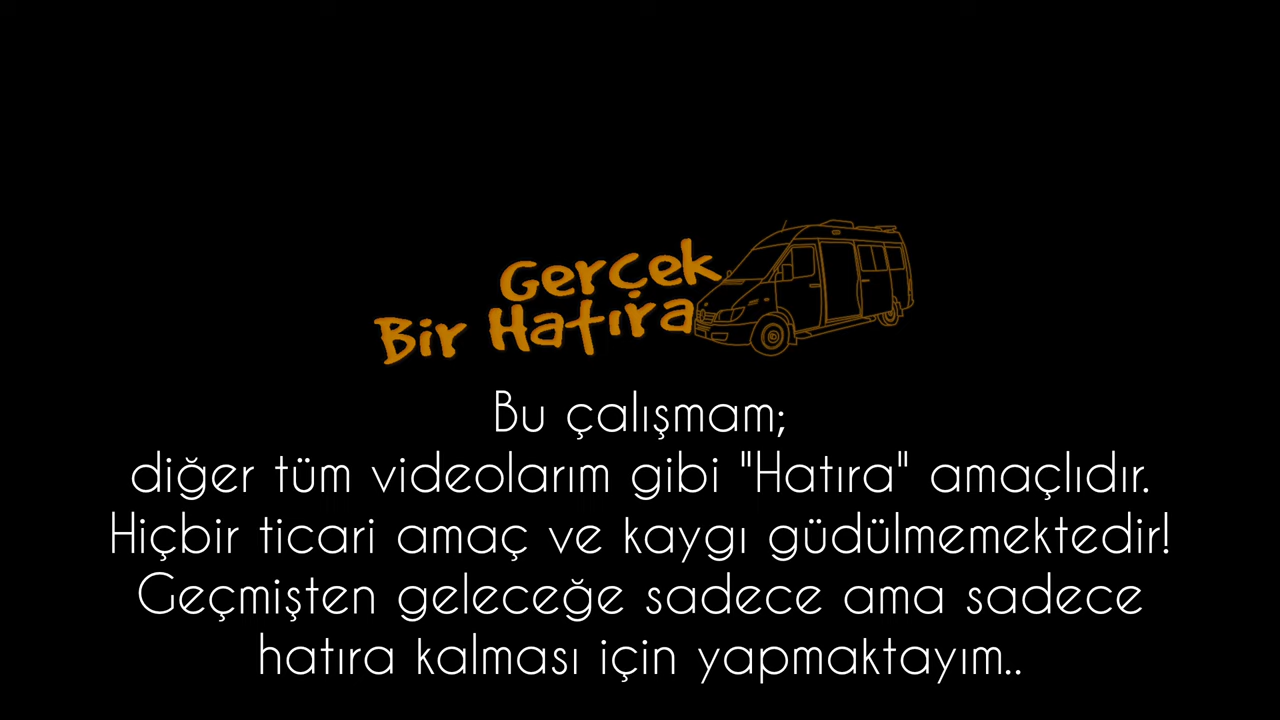 Gerçek
Bir Hatıra
Bu çalışmam;
diğer tüm videolarım gibi "Hatıra" amaçlıdır.
Hiçbir ticari amaç ve kaygı güdülmemektedir!
Geçmişten geleceğe sadece ama sadece
hatıra kalması için yapmaktayım..